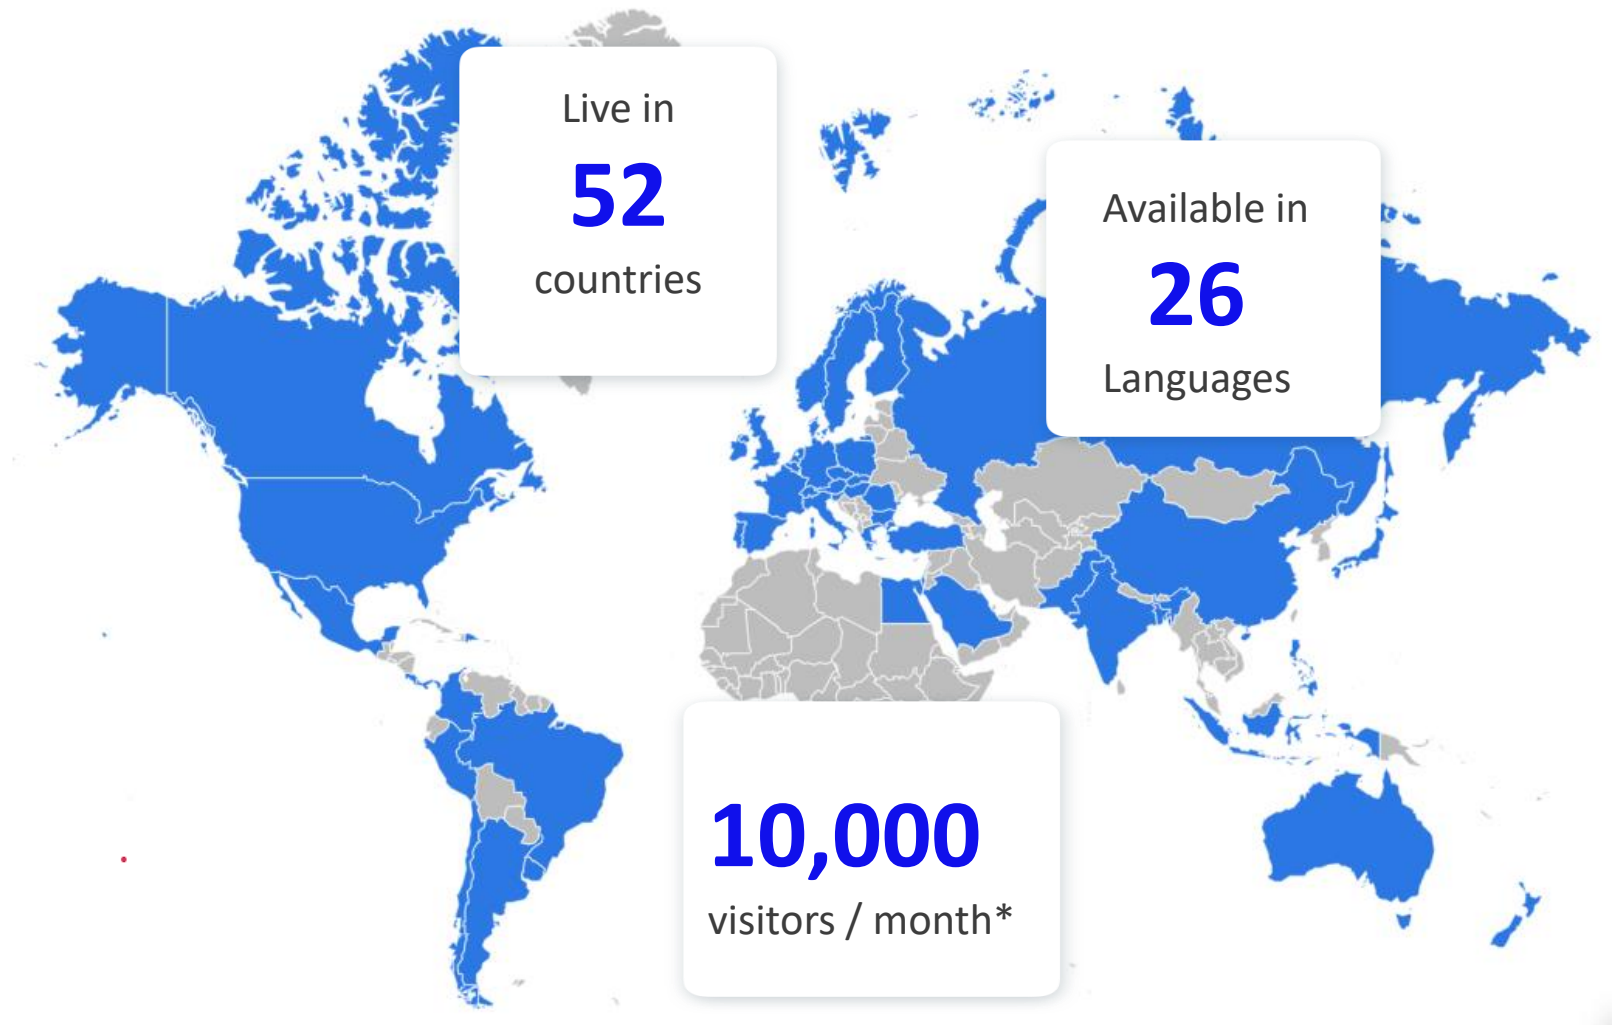 Live in
52
countries
Available in
26
Languages
10,000
visitors / month*